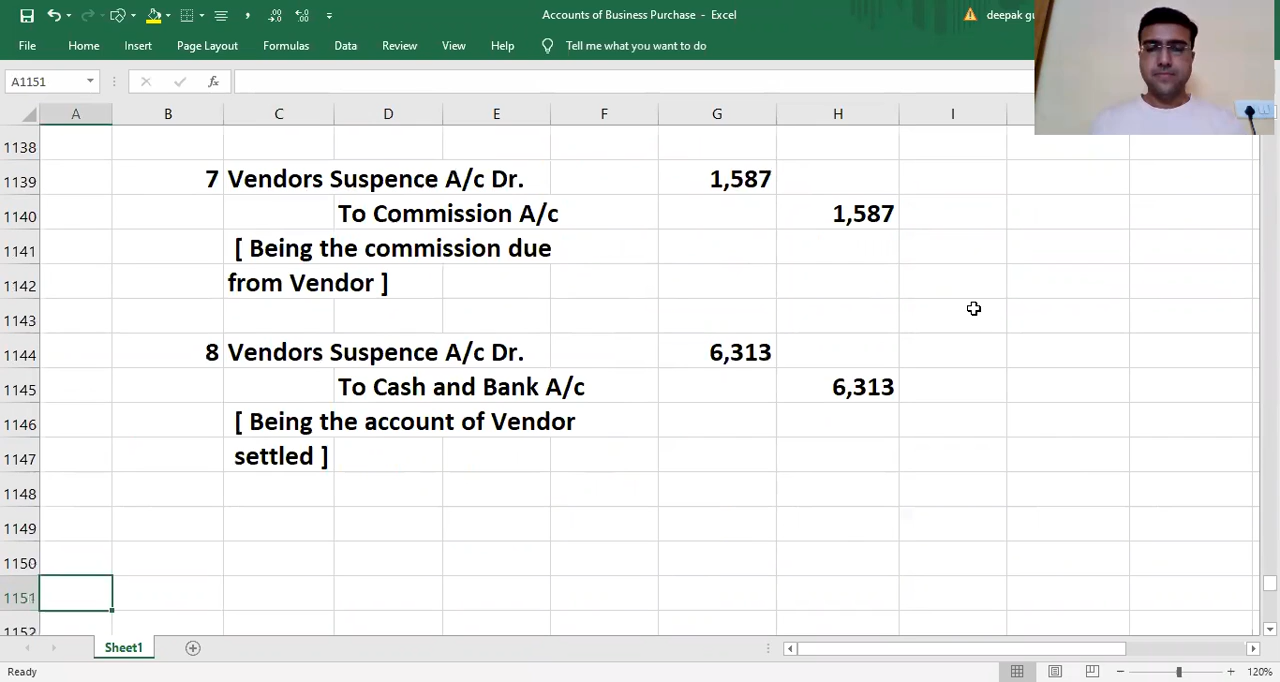 Accounts of Business Purchase - Excel
deepak gu
File Home Insert Page Layout Formulas Data Review View Help Tell me what you want to do
A1151
A B C D E F G H I
1138
1139 7 Vendors Suspence A/c Dr. 1,587
1140 To Commission A/c 1,587
1141 [ Being the commission due
1142 from Vendor ]
1143
1144 8 Vendors Suspence A/c Dr. 6,313
1145 To Cash and Bank A/c 6,313
1146 [ Being the account of Vendor
1147 settled ]
1148
1149
1150
1151
1152
Sheet1
Ready 120%